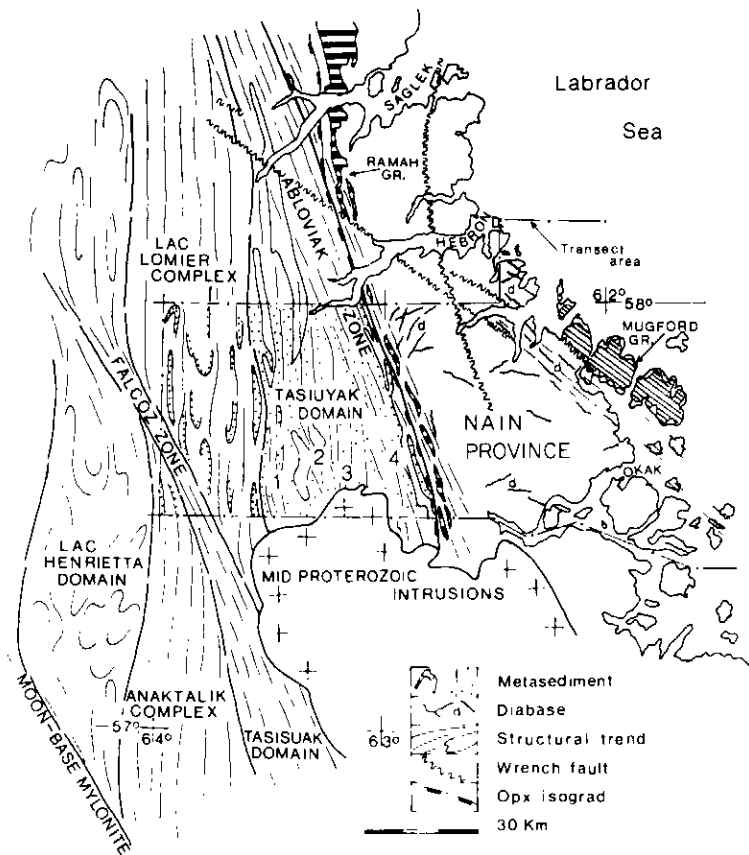 Labrador
Sea
SAGLEK
RAMAH
GR.
ABLOVIAK
ZONE
HEBRON
LAC
LOMIER
COMPLEX
Transect
area
d
62° 58°
MUGFORD
GR.
d
D
FALCOZ ZONE
TASIUYAK
DOMAIN
NAIN
PROVINCE
1 2 3 4
d
OKAK
LAC
HENRIETTA
DOMAIN
MID PROTEROZOIC
INTRUSIONS
ANAKTALIK
COMPLEX
57°
64°
TASISUAK
DOMAIN
63°
MOON-BASE MYLONITE
Metasediment
d Diabase
Structural trend
Wrench fault
Opx isograd
30 Km